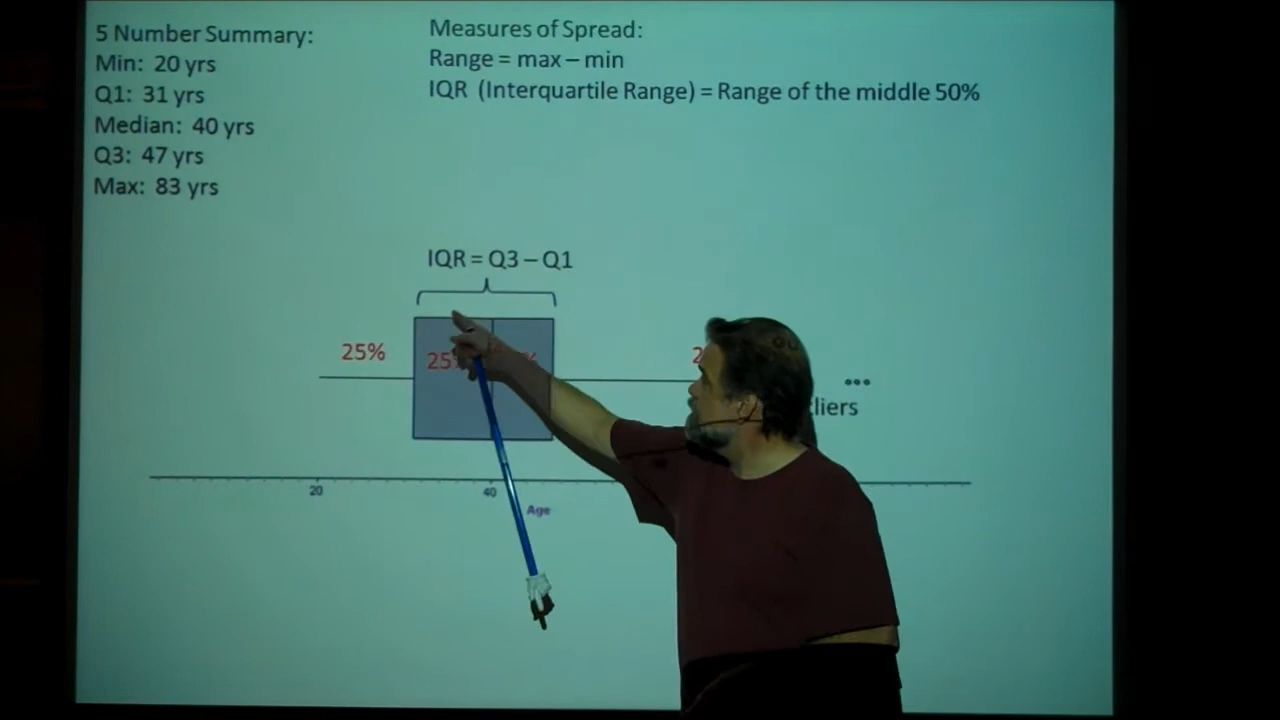 5 Number Summary:
Min: 20 yrs
Q1: 31 yrs
Median: 40 yrs
Q3: 47 yrs
Max: 83 yrs
Measures of Spread:
Range = max – min
IQR (Interquartile Range) = Range of the middle 50%
IQR = Q3 – Q1
25%
20
40
Age